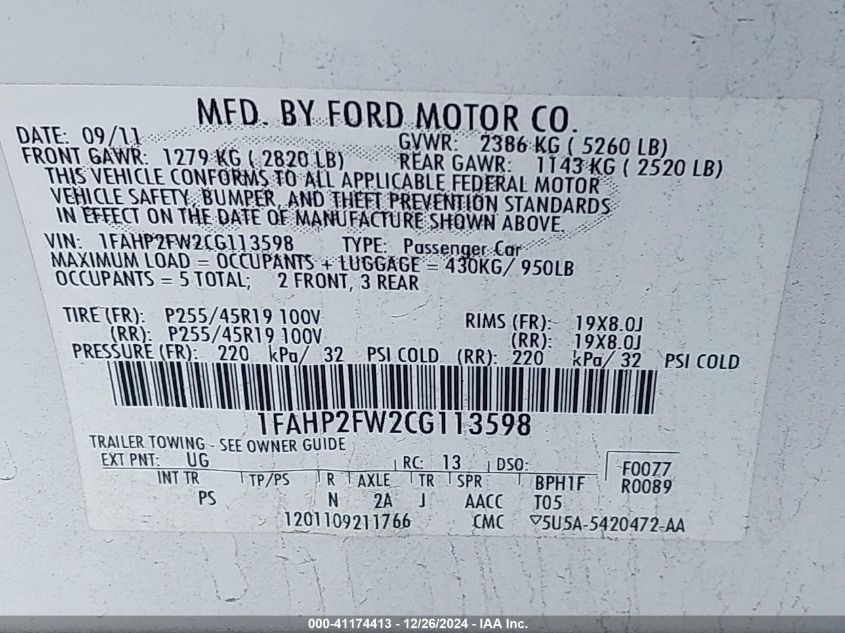 MFD. BY FORD MOTOR CO.
DATE: 09/11 GVWR: 2386 KG ( 5260 LB)
FRONT GAWR: 1279 KG ( 2820 LB) REAR GAWR: 1143 KG ( 2520 LB)
THIS VEHICLE CONFORMS TO ALL APPLICABLE FEDERAL MOTOR
VEHICLE SAFETY, BUMPER, AND THEFT PREVENTION STANDARDS
IN EFFECT ON THE DATE OF MANUFACTURE SHOWN ABOVE.
VIN: 1FAHP2FW2CG113598 TYPE: Passenger Car
MAXIMUM LOAD = OCCUPANTS + LUGGAGE = 430KG/ 950LB
OCCUPANTS = 5 TOTAL; 2 FRONT, 3 REAR
TIRE (FR): P255/45R19 100V RIMS (FR): 19X8.0J
(RR): P255/45R19 100V (RR): 19X8.0J
PRESSURE (FR): 220 kPa/ 32 PSI COLD (RR): 220 kPa/ 32 PSI COLD
1FAHP2FW2CG113598
TRAILER TOWING - SEE OWNER GUIDE
EXT PNT: UG RC: 13 DSO: F0077
INT TR TP/PS R AXLE TR SPR BPH1F R0089
PS N 2A J AACC T05
1201109211766 CMC ▽5U5A-5420472-AA
000-41174413 - 12/26/2024 - IAA Inc.